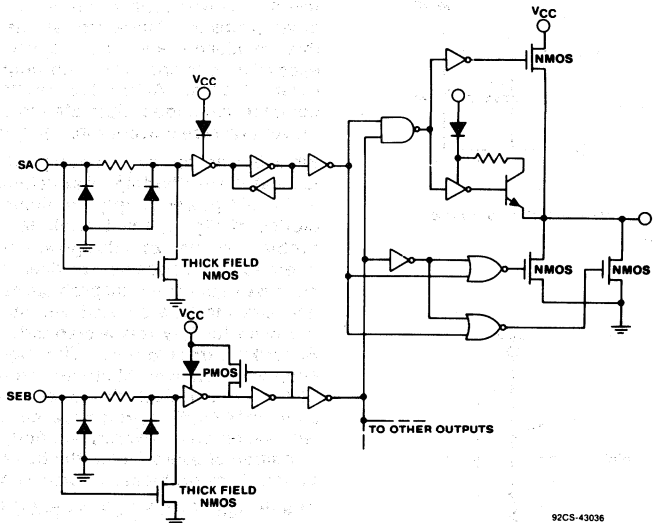 VCC
NMOS
VCC
SA
THICK FIELD
NMOS
NMOS
NMOS
VCC
PMOS
SEB
TO OTHER OUTPUTS
THICK FIELD
NMOS
92CS-43036